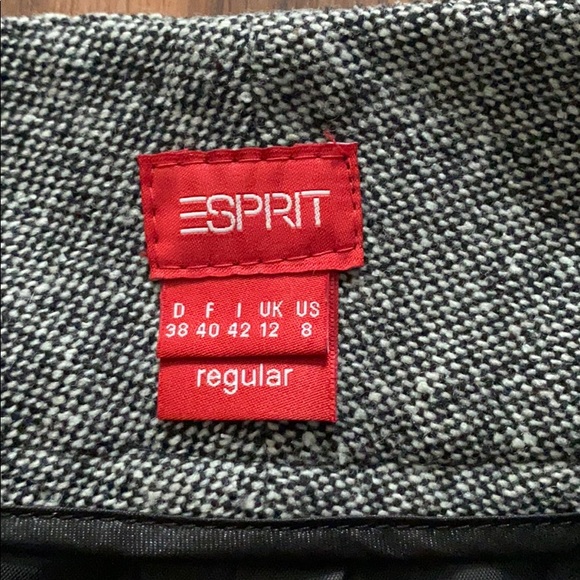 ESPRIT
D F I UK US
38 40 42 12 8
regular